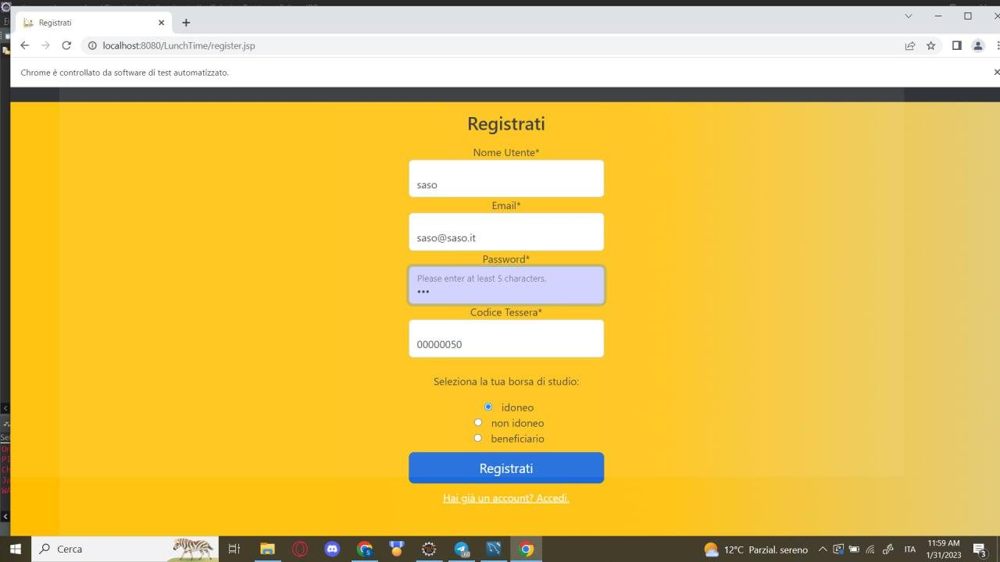 Registrati
localhost:8080/LunchTime/register.jsp
Chrome è controllato da software di test automatizzato.
Registrati
Nome Utente*
saso
Email*
saso@saso.it
Password*
Please enter at least 5 characters.
•••
Codice Tessera*
00000050
Seleziona la tua borsa di studio:
idoneo
non idoneo
beneficiario
Registrati
Hai già un account? Accedi.
Cerca
60
12°C Parzial. sereno
ITA
11:59 AM
1/31/2023
3